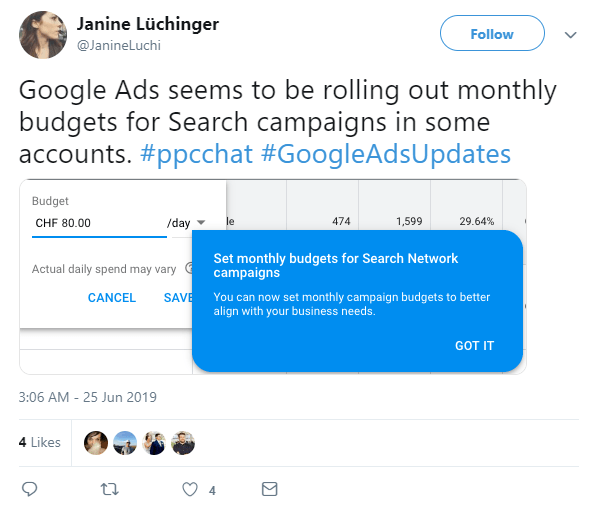 Janine Lüchinger
@JanineLuchi
Follow
Google Ads seems to be rolling out monthly
budgets for Search campaigns in some
accounts. #ppcchat #GoogleAdsUpdates
Budget
CHF 80.00 /day
474 1,599 29.64%
Set monthly budgets for Search Network
campaigns
Actual daily spend may vary
You can now set monthly campaign budgets to better
align with your business needs.
CANCEL SAVE
GOT IT
3:06 AM - 25 Jun 2019
4 Likes
4